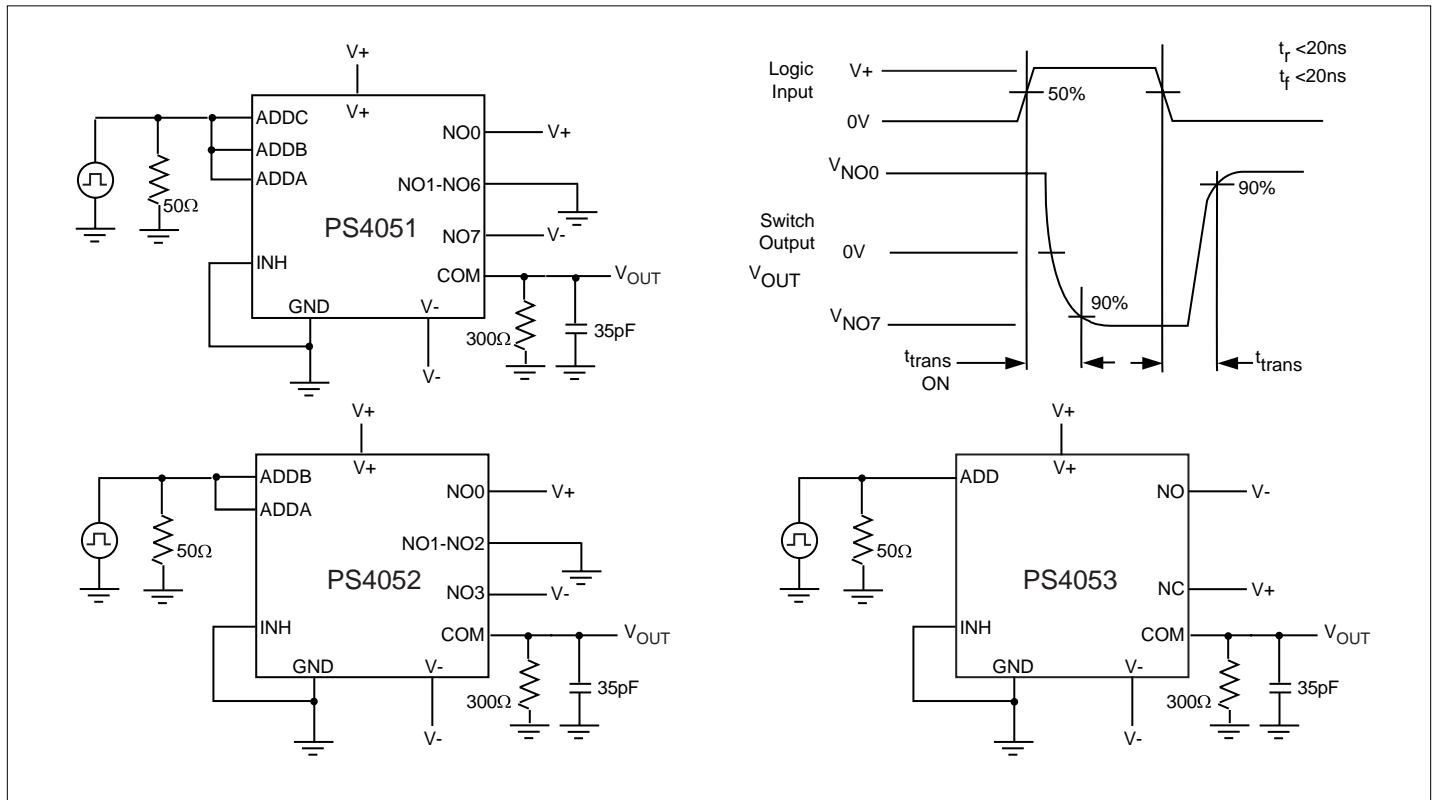 V+
V+
ADDC
ADDB
ADDA
50Ω
NO0
V+
NO1-NO6
PS4051
NO7
V-
INH
COM
VOUT
GND
V-
300Ω
35pF
V-
tr <20ns
tf <20ns
Logic
Input
V+
50%
0V
VNO0
90%
Switch
Output
0V
VOUT
90%
VNO7
ttrans
ON
ttrans
V+
V+
ADDB
ADDA
50Ω
NO0
V+
NO1-NO2
PS4052
NO3
V-
INH
COM
VOUT
GND
V-
300Ω
35pF
V-
V+
V+
ADD
50Ω
NO
V-
PS4053
NC
V+
INH
COM
VOUT
GND
V-
300Ω
35pF
V-